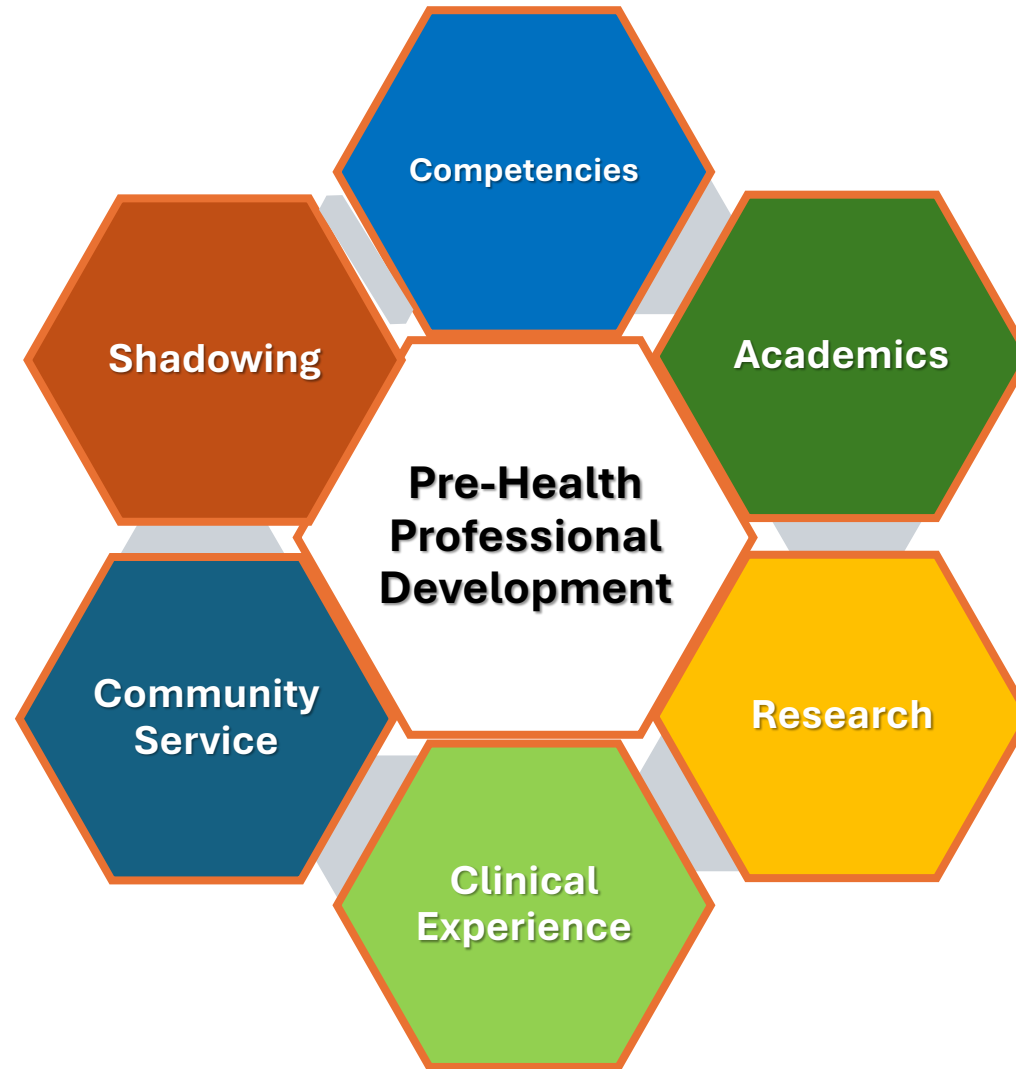 Competencies
Academics
Research
Clinical
Experience
Community
Service
Shadowing
Pre-Health
Professional
Development